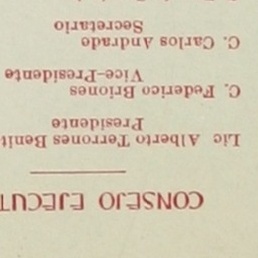 CONSEJO EJECUT
Lic Alberto Terrones Benit
Presidente
C. Federico Briones
Vice-Presidente
C. Carlos Andrade
Secretario